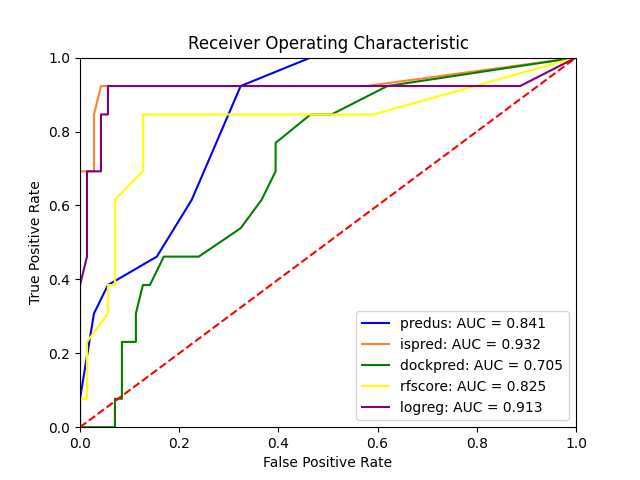 Receiver Operating Characteristic
1.0
0.8
0.6
0.4
0.2
0.0
True Positive Rate
predus: AUC = 0.841
ispred: AUC = 0.932
dockpred: AUC = 0.705
rfscore: AUC = 0.825
logreg: AUC = 0.913
0.0 0.2 0.4 0.6 0.8 1.0
False Positive Rate